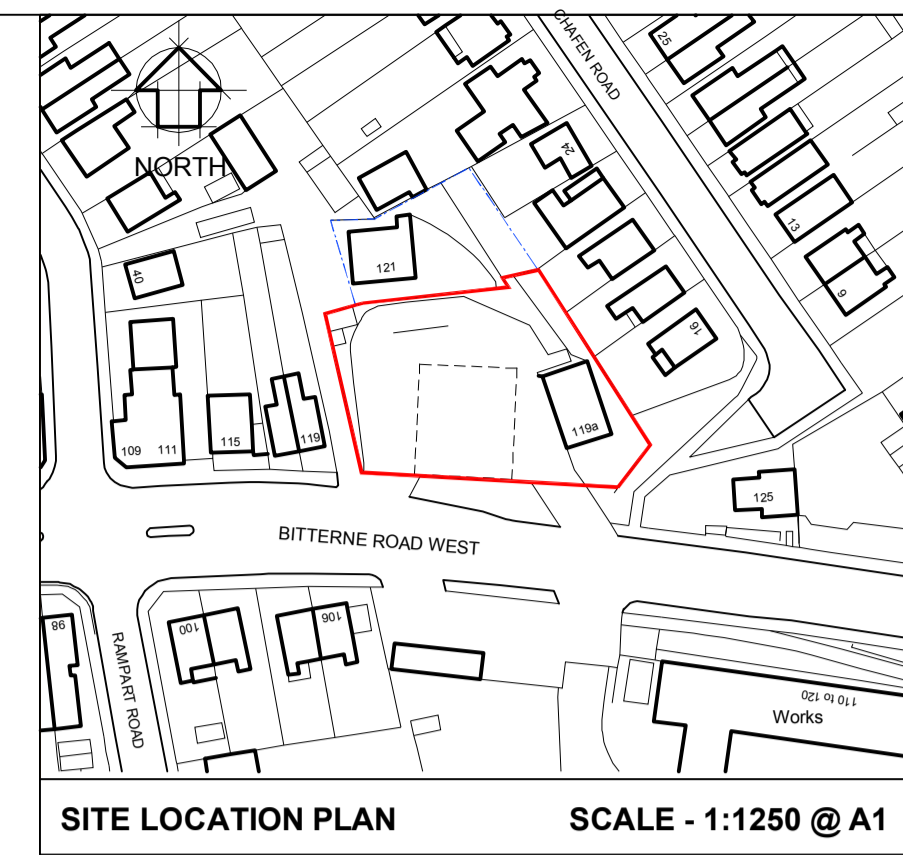 CHAFEN ROAD
25
NORTH
24
121
13
40
9
16
109 111
115
119
119a
125
BITTERNE ROAD WEST
98
100
106
RAMPART ROAD
110 to 120
Works
SITE LOCATION PLAN SCALE - 1:1250 @ A1